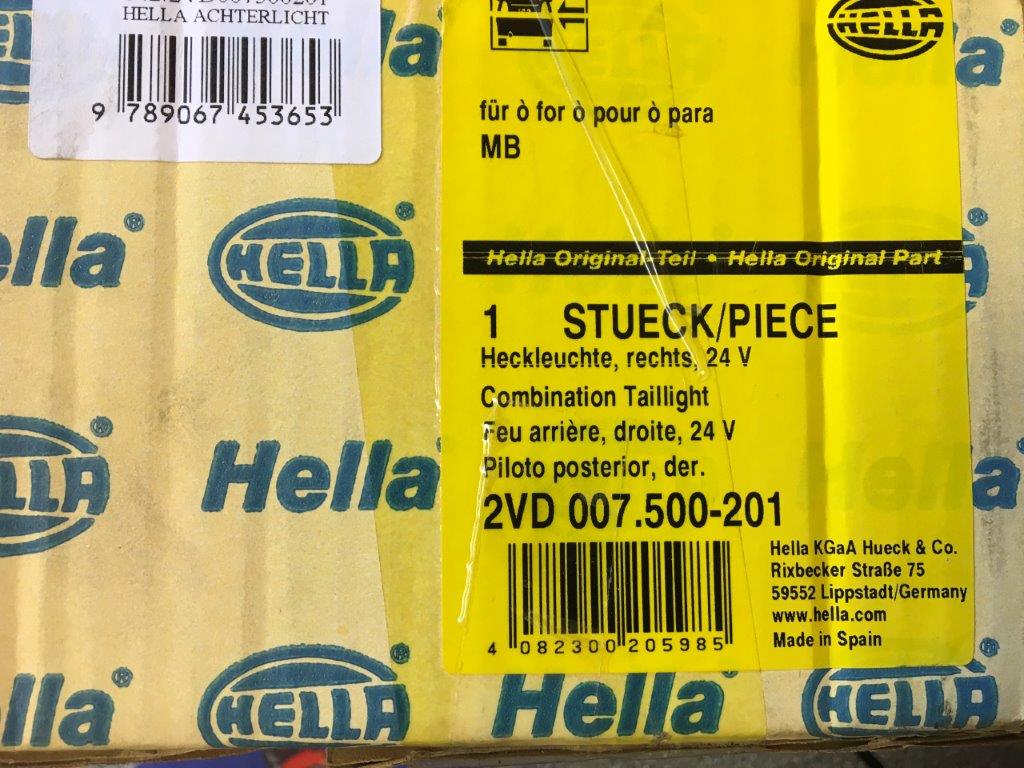 HELLA ACHTERLICHT
9 789067 453653
HELLA
für ò for ò pour ò para
MB
Hella Original-Teil • Hella Original Part
1 STUECK/PIECE
Heckleuchte, rechts, 24 V
Combination Taillight
Feu arrière, droite, 24 V
Piloto posterior, der.
2VD 007.500-201
4 082300 205985
Hella KGaA Hueck & Co.
Rixbecker Straße 75
59552 Lippstadt/Germany
www.hella.com
Made in Spain
HELLA®
Hella
Hella®
HELLA®
Hella®
HELLA®